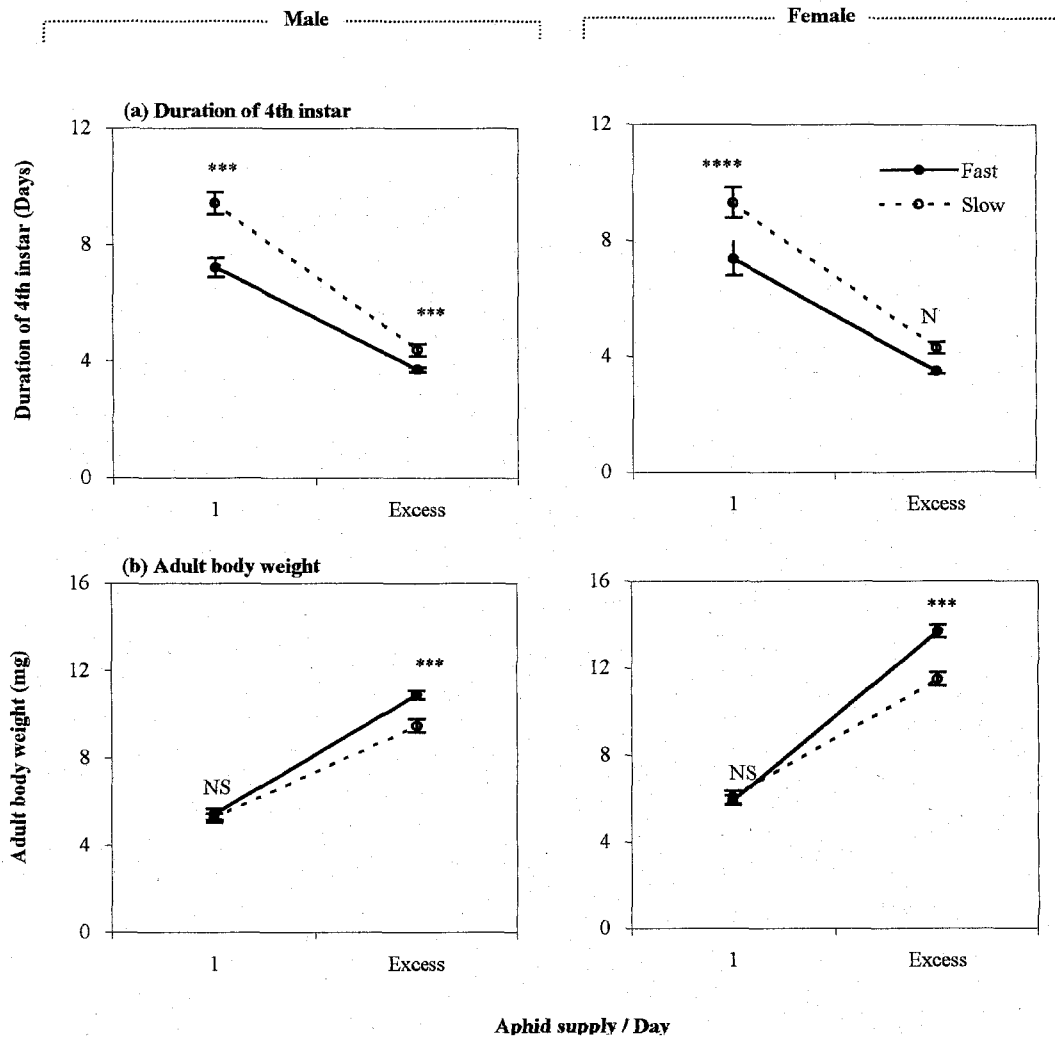 Male
Female
(a) Duration of 4th instar
Duration of 4th instar (Days)
12
8
4
0
***
***
1
Excess
12
8
4
0
****
N
Fast
Slow
1
Excess
(b) Adult body weight
Adult body weight (mg)
16
12
8
4
0
NS
***
1
Excess
16
12
8
4
0
NS
***
1
Excess
Aphid supply / Day